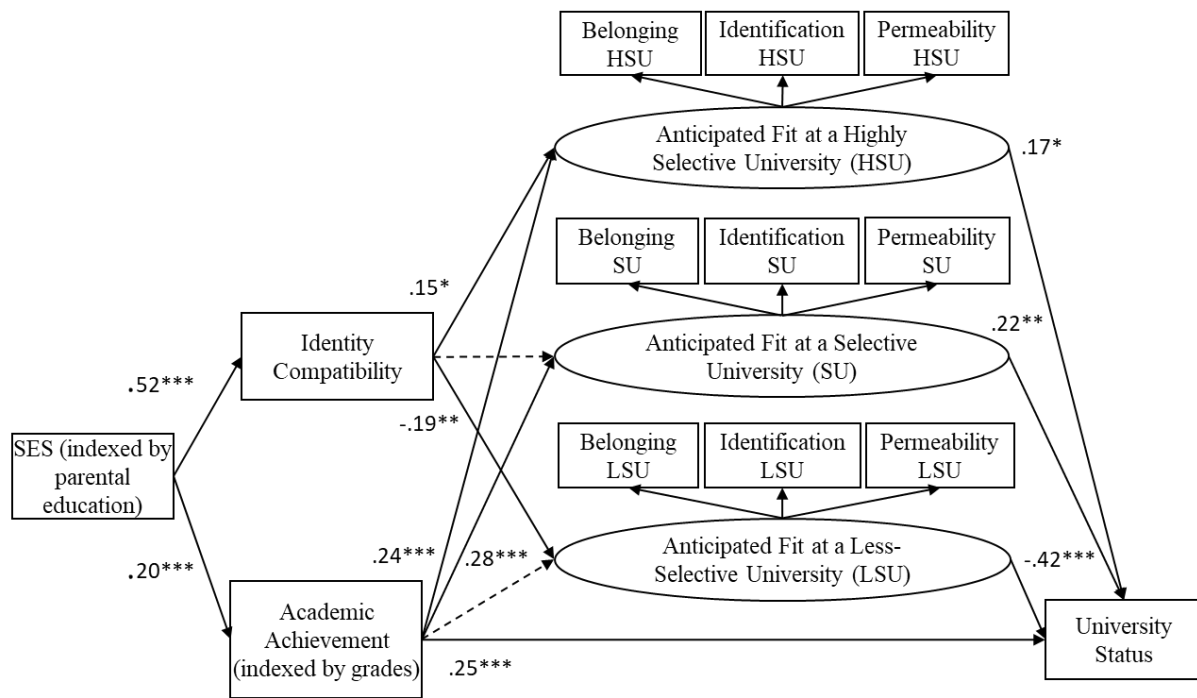 Belonging
HSU
Identification
HSU
Permeability
HSU
Anticipated Fit at a Highly
Selective University (HSU)
.17*
Belonging
SU
Identification
SU
Permeability
SU
.15*
Identity
Compatibility
Anticipated Fit at a Selective
University (SU)
.22**
.52***
-.19**
SES (indexed by
parental
education)
Belonging
LSU
Identification
LSU
Permeability
LSU
.20***
.24***
.28***
Anticipated Fit at a Less-
Selective University (LSU)
-.42***
Academic
Achievement
(indexed by grades)
.25***
University
Status